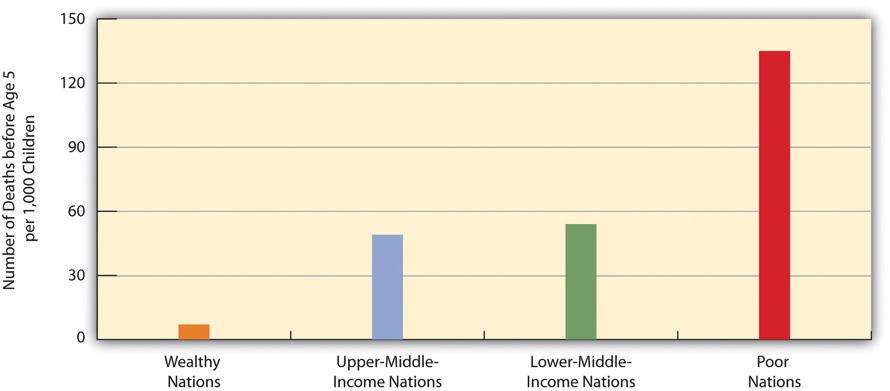 Number of Deaths before Age 5
per 1,000 Children
150
120
90
60
30
0
Wealthy
Nations
Upper-Middle-
Income Nations
Lower-Middle-
Income Nations
Poor
Nations